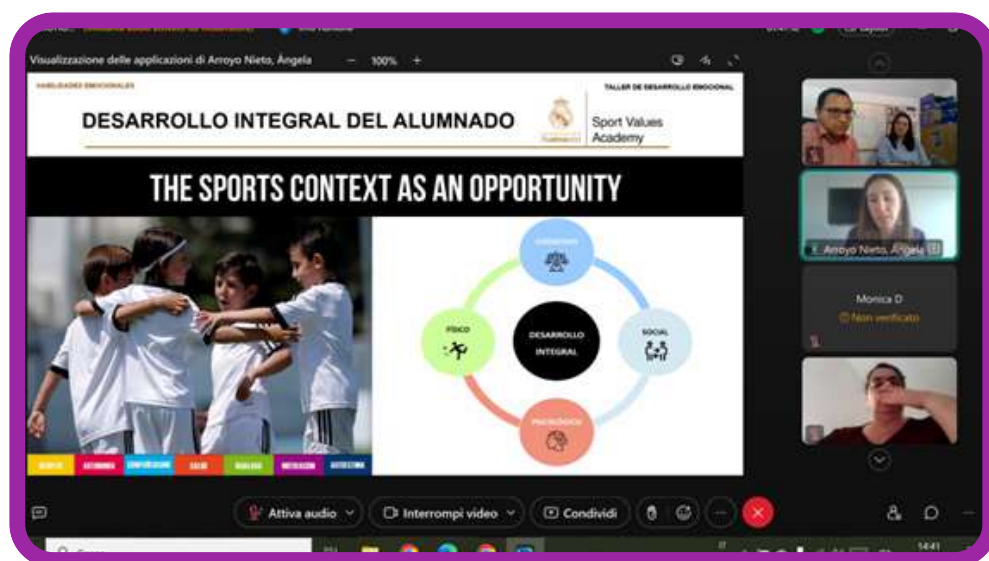 Visualizzazione delle applicazioni di Arroyo Nieto, Ángela
100%
HABILIDADES EMOCIONALES
TALLER DE DESARROLLO EMOCIONAL
DESARROLLO INTEGRAL DEL ALUMNADO
Sport Values
Academy
THE SPORTS CONTEXT AS AN OPPORTUNITY
FÍSICO
DESARROLLO
INTEGRAL
SOCIAL
PSICOLÓGICO
RESPETO
AUTONOMÍA
COMPAÑERISMO
SALUD
IGUALDAD
MOTIVACIÓN
AUTOESTIMA
Arroyo Nieto, Ángela
Monica D
Non verificato
Attiva audio
Interrompi video
Condividi
14:41